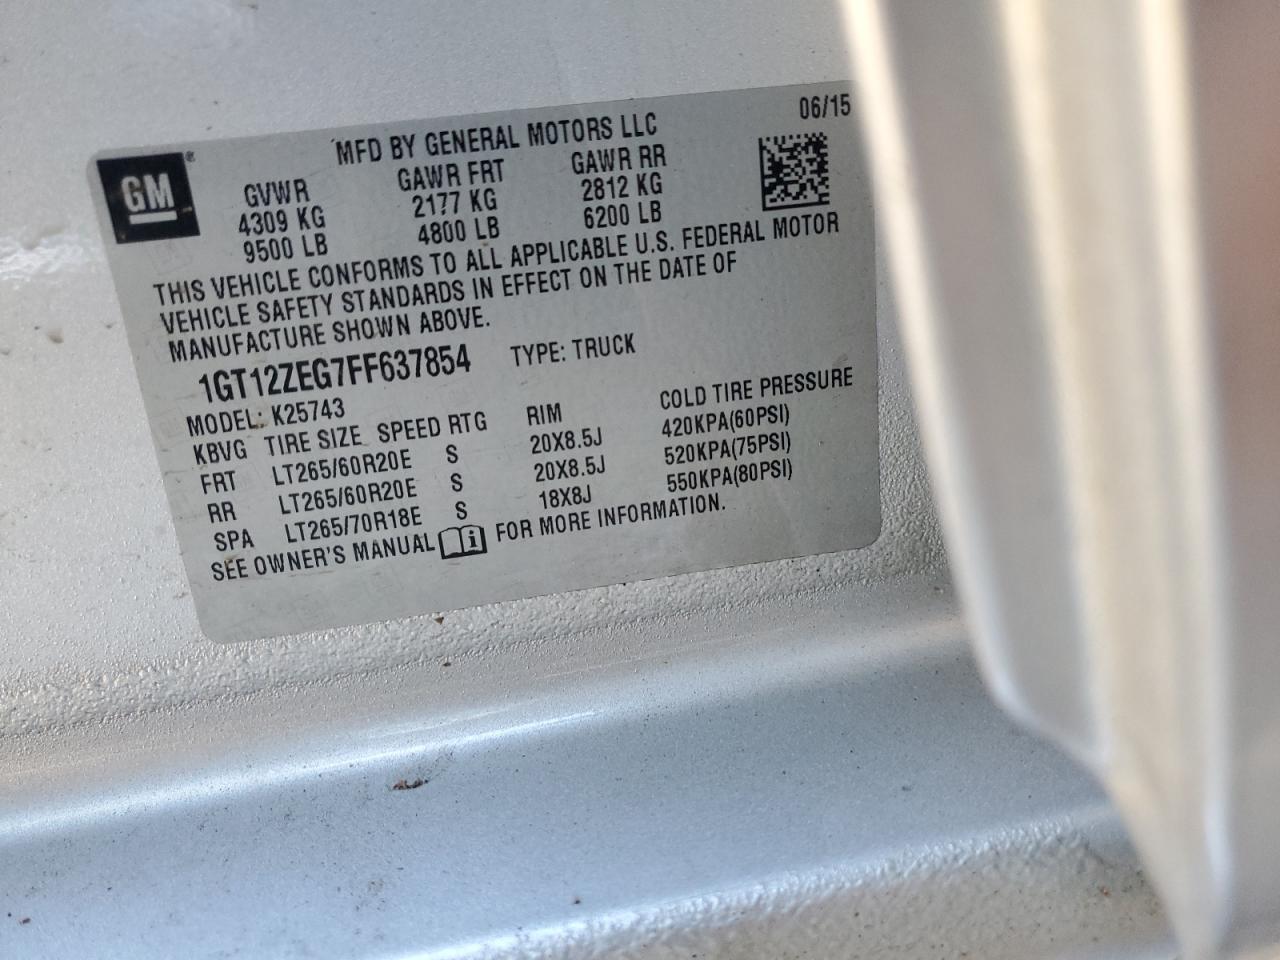 GM®
MFD BY GENERAL MOTORS LLC 06/15
GVWR GAWR FRT GAWR RR
4309 KG 2177 KG 2812 KG
9500 LB 4800 LB 6200 LB
THIS VEHICLE CONFORMS TO ALL APPLICABLE U.S. FEDERAL MOTOR
VEHICLE SAFETY STANDARDS IN EFFECT ON THE DATE OF
MANUFACTURE SHOWN ABOVE.
1GT12ZEG7FF637854 TYPE: TRUCK
MODEL: K25743
KBVG TIRE SIZE SPEED RTG RIM COLD TIRE PRESSURE
FRT LT265/60R20E S 20X8.5J 420KPA(60PSI)
RR LT265/60R20E S 20X8.5J 520KPA(75PSI)
SPA LT265/70R18E S 18X8J 550KPA(80PSI)
SEE OWNER'S MANUAL i FOR MORE INFORMATION.